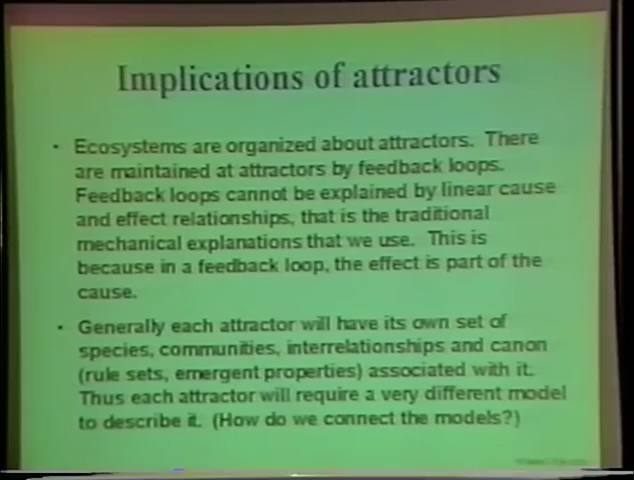 Implications of attractors
• Ecosystems are organized about attractors. There
are maintained at attractors by feedback loops.
Feedback loops cannot be explained by linear cause
and effect relationships, that is the traditional
mechanical explanations that we use. This is
because in a feedback loop, the effect is part of the
cause.
• Generally each attractor will have its own set of
species, communities, interrelationships and canon
(rule sets, emergent properties) associated with it.
Thus each attractor will require a very different model
to describe it. (How do we connect the models?)